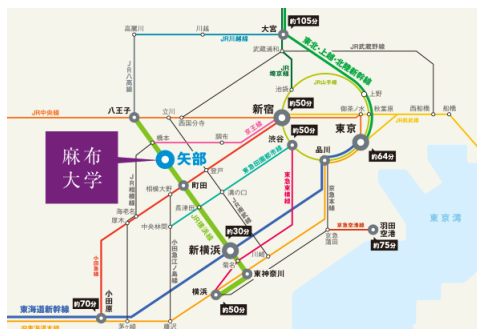 約105分
大宮
高麗川
川越
JR川越線
武蔵浦和
東北・上越・北陸新幹線
JR武蔵野線
JR埼京線
JR八高線
池袋
JR山手線
上野
JR中央線
八王子
立川
西国分寺
新宿
約50分
御茶ノ水
秋葉原
西船橋
船橋
京王線
橋本
調布
渋谷
約50分
東京
約64分
麻布
大学
矢部
登戸
東急田園都市線
品川
JR相模線
相模大野
町田
溝の口
東急東横線
京急本線
長津田
海老名
厚木
中央林間
JR横浜線
約30分
新横浜
菊名
川崎
京急空港線
京急
蒲田
羽田
空港
約75分
東京湾
小田急線
小田急江ノ島線
東神奈川
約70分
小田原
横浜
約50分
東海道新幹線
JR東海道本線
茅ヶ崎
藤沢